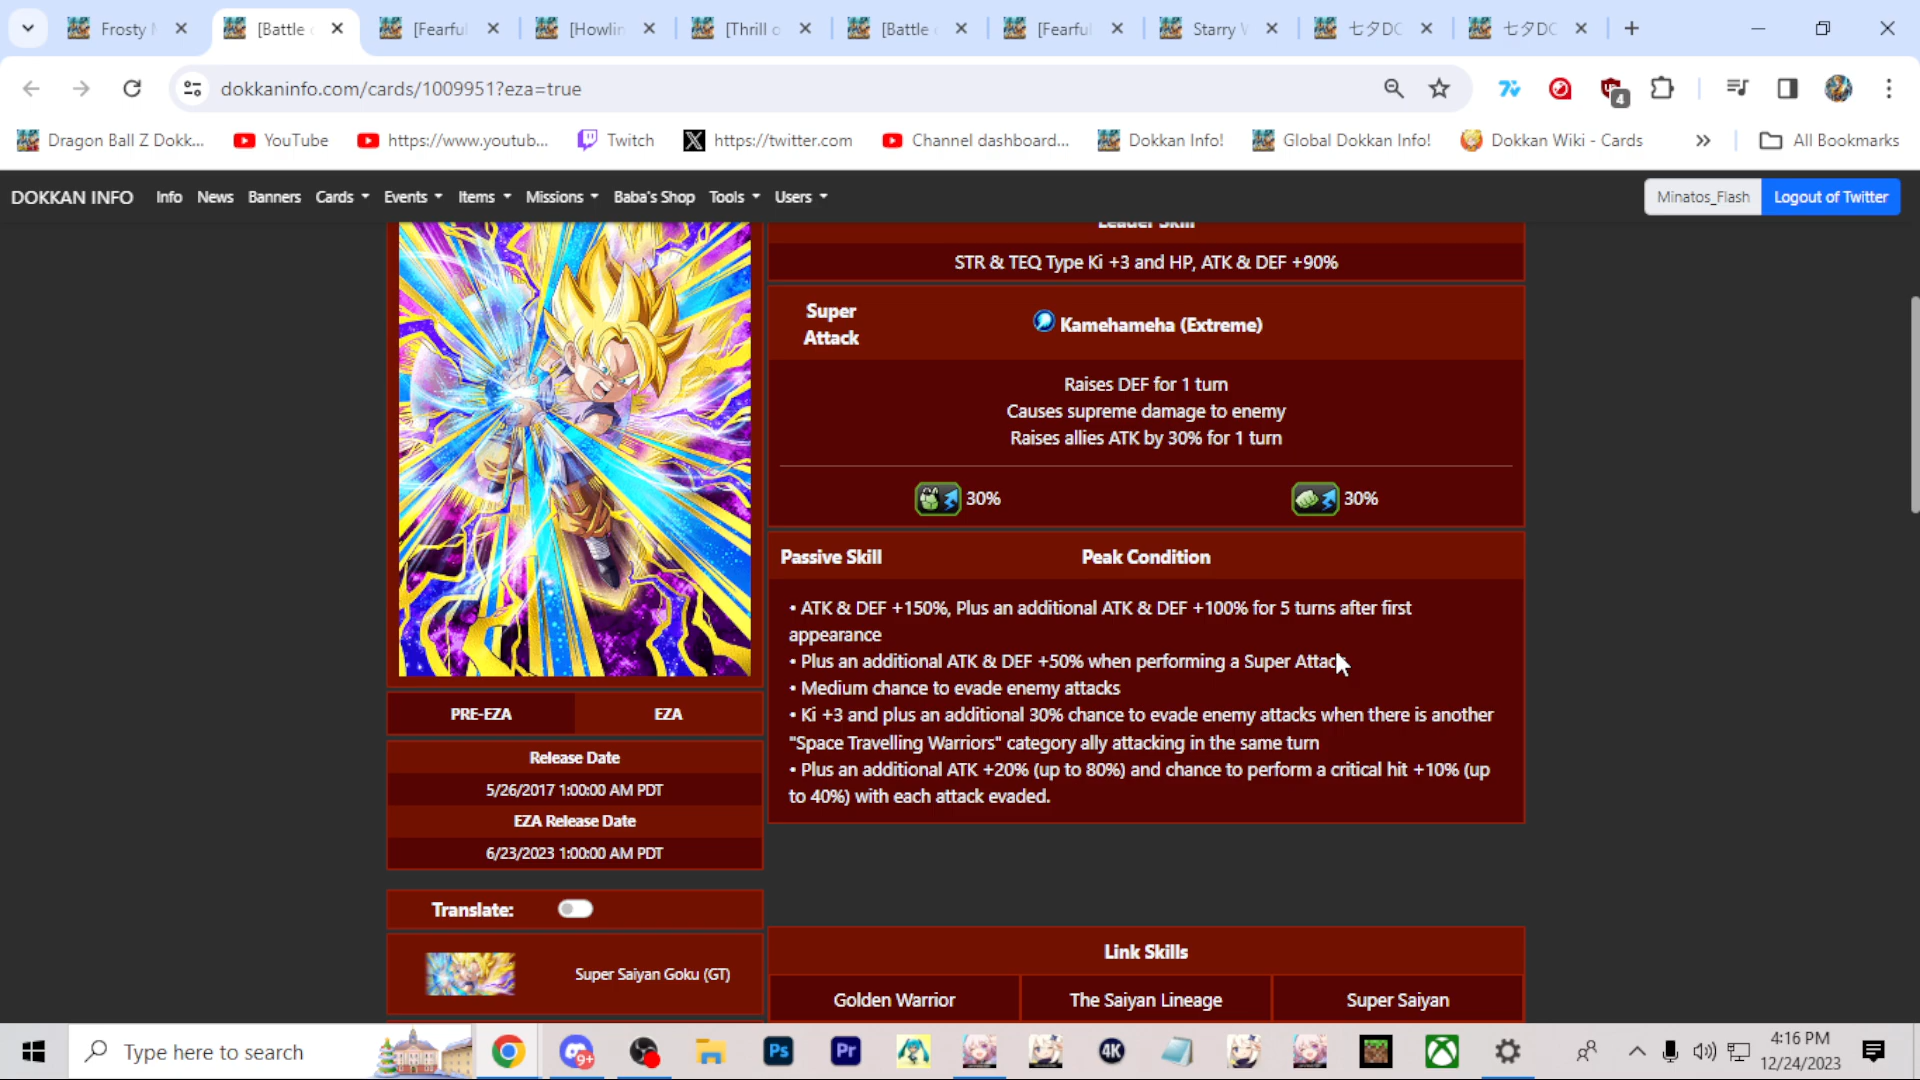 Frosty
[Battle
[Fearful
[Howlin
[Thrill o
[Battle
[Fearful
Starry
七夕DO
七夕DO
dokkaninfo.com/cards/1009951?eza=true
4
Dragon Ball Z Dokk...
YouTube
https://www.youtub...
Twitch
https://twitter.com
Channel dashboard...
Dokkan Info!
Global Dokkan Info!
Dokkan Wiki - Cards
All Bookmarks
DOKKAN INFO
Info
News
Banners
Cards
Events
Items
Missions
Baba's Shop
Tools
Users
Minatos_Flash
Logout of Twitter
Leader Skill
STR & TEQ Type Ki +3 and HP, ATK & DEF +90%
Super
Attack
Kamehameha (Extreme)
Raises DEF for 1 turn
Causes supreme damage to enemy
Raises allies ATK by 30% for 1 turn
30%
30%
Passive Skill
Peak Condition
• ATK & DEF +150%, Plus an additional ATK & DEF +100% for 5 turns after first
appearance
• Plus an additional ATK & DEF +50% when performing a Super Attack
• Medium chance to evade enemy attacks
• Ki +3 and plus an additional 30% chance to evade enemy attacks when there is another
"Space Travelling Warriors" category ally attacking in the same turn
• Plus an additional ATK +20% (up to 80%) and chance to perform a critical hit +10% (up
to 40%) with each attack evaded.
PRE-EZA
EZA
Release Date
5/26/2017 1:00:00 AM PDT
EZA Release Date
6/23/2023 1:00:00 AM PDT
Translate:
Super Saiyan Goku (GT)
Link Skills
Golden Warrior
The Saiyan Lineage
Super Saiyan
Type here to search
9+
Ps
Pr
4K
4:16 PM
12/24/2023